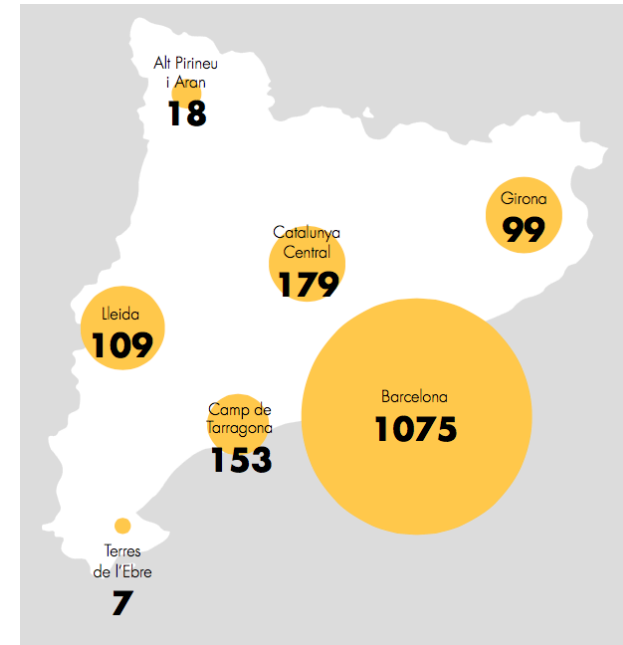 Alt Pirineu
i Aran
18
Girona
99
Catalunya
Central
179
Lleida
109
Barcelona
1075
Camp de
Tarragona
153
Terres
de l’Ebre
7